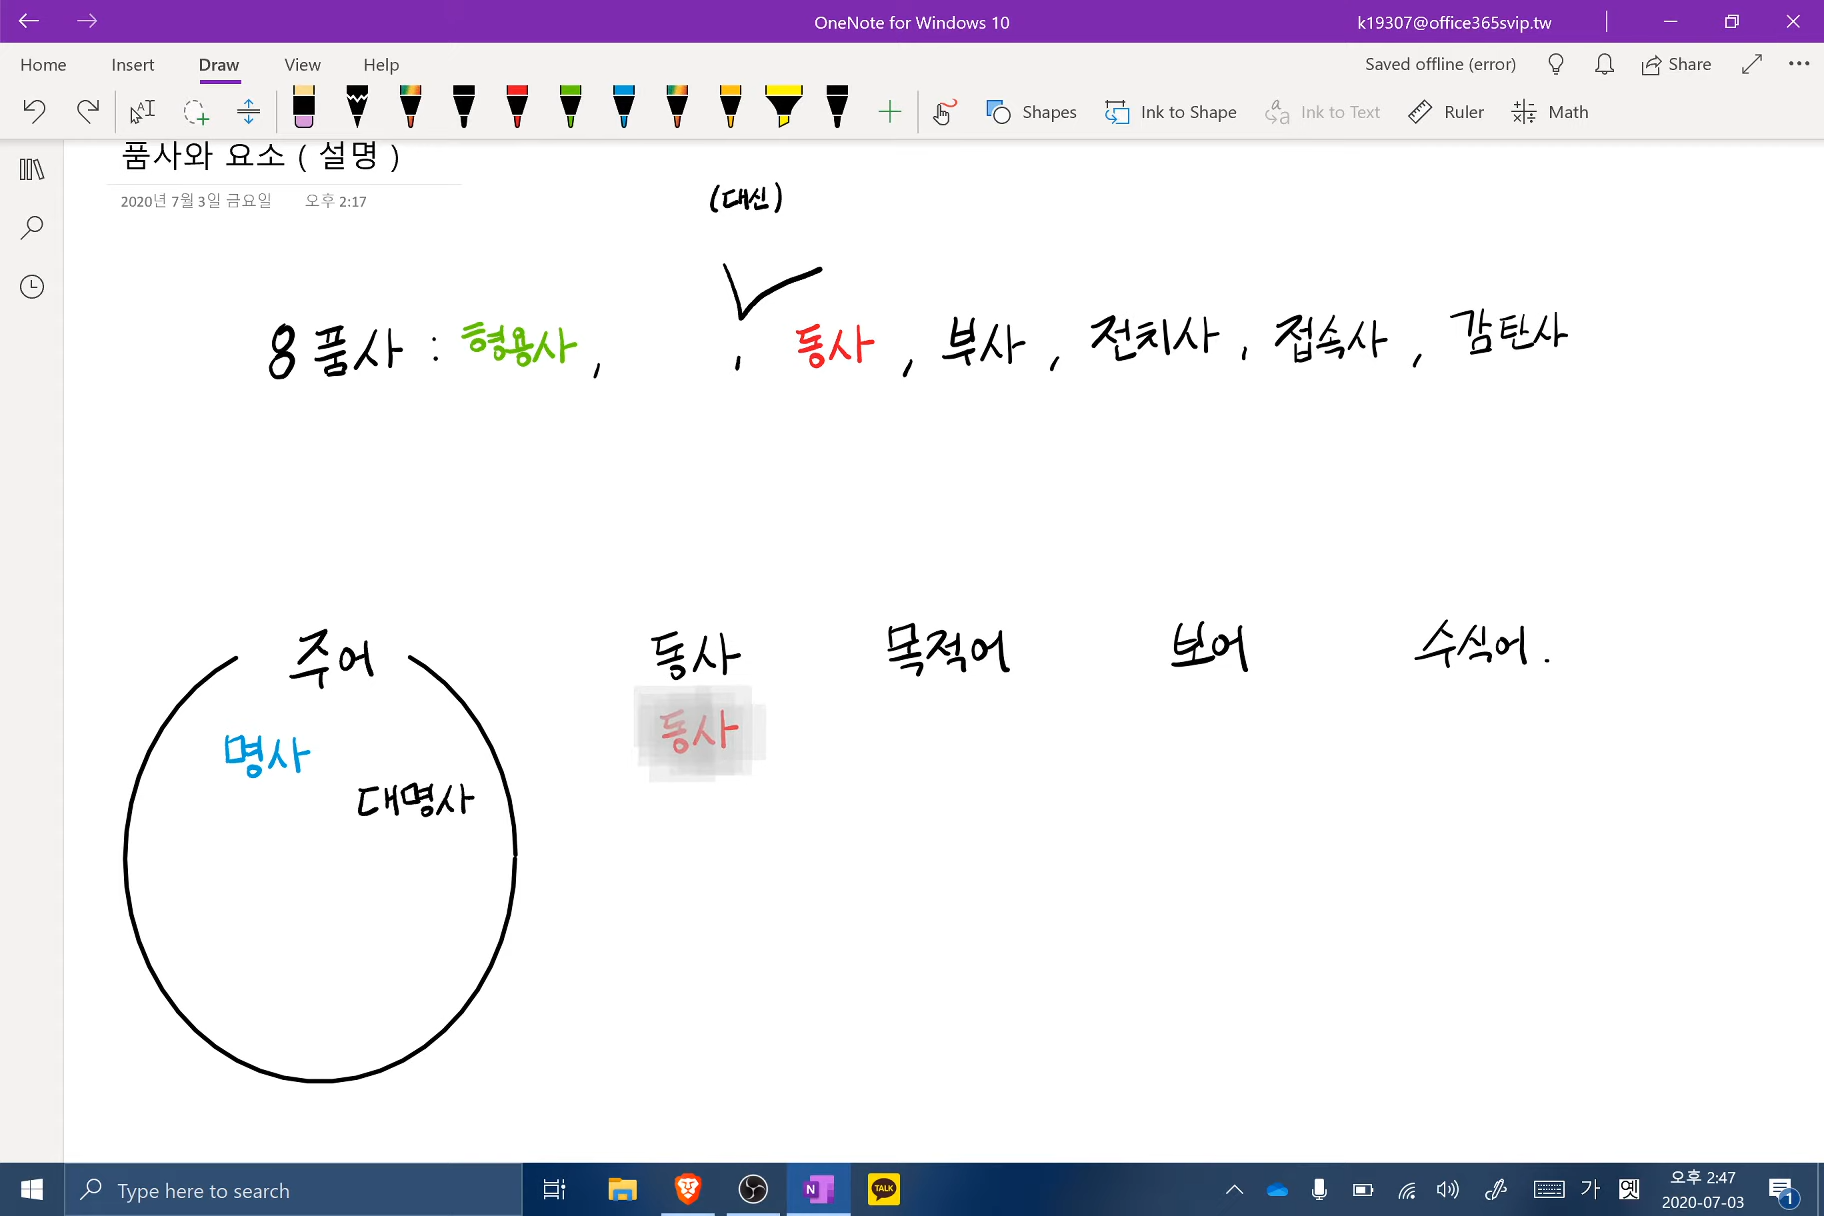 OneNote for Windows 10
k19307@office365svip.tw
Home Insert Draw View Help
Saved offline (error) Share
Shapes Ink to Shape Ink to Text Ruler Math
품사와 요소 ( 설명 )
2020년 7월 3일 금요일 오후 2:17
(대신)
8품사 : 형용사, , 동사, 부사, 전치사, 접속사, 감탄사
주어 동사 목적어 보어 수식어.
동사
명사
대명사
Type here to search
N
TALK
가 옛
오후 2:47
2020-07-03
1